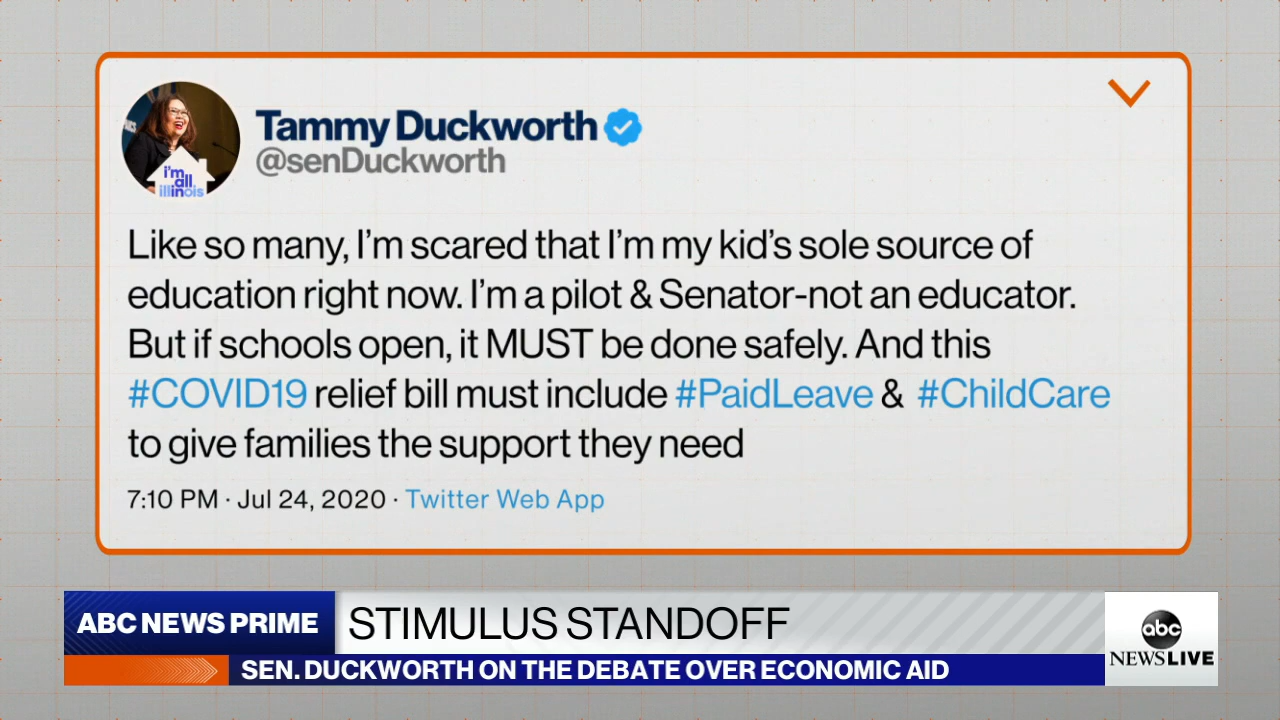 Tammy Duckworth
@senDuckworth
i'm
all
illinois
Like so many, I'm scared that I'm my kid's sole source of
education right now. I'm a pilot & Senator-not an educator.
But if schools open, it MUST be done safely. And this
#COVID19 relief bill must include #PaidLeave & #ChildCare
to give families the support they need
7:10 PM · Jul 24, 2020 · Twitter Web App
ABC NEWS PRIME
STIMULUS STANDOFF
SEN. DUCKWORTH ON THE DEBATE OVER ECONOMIC AID
abc
NEWSLIVE